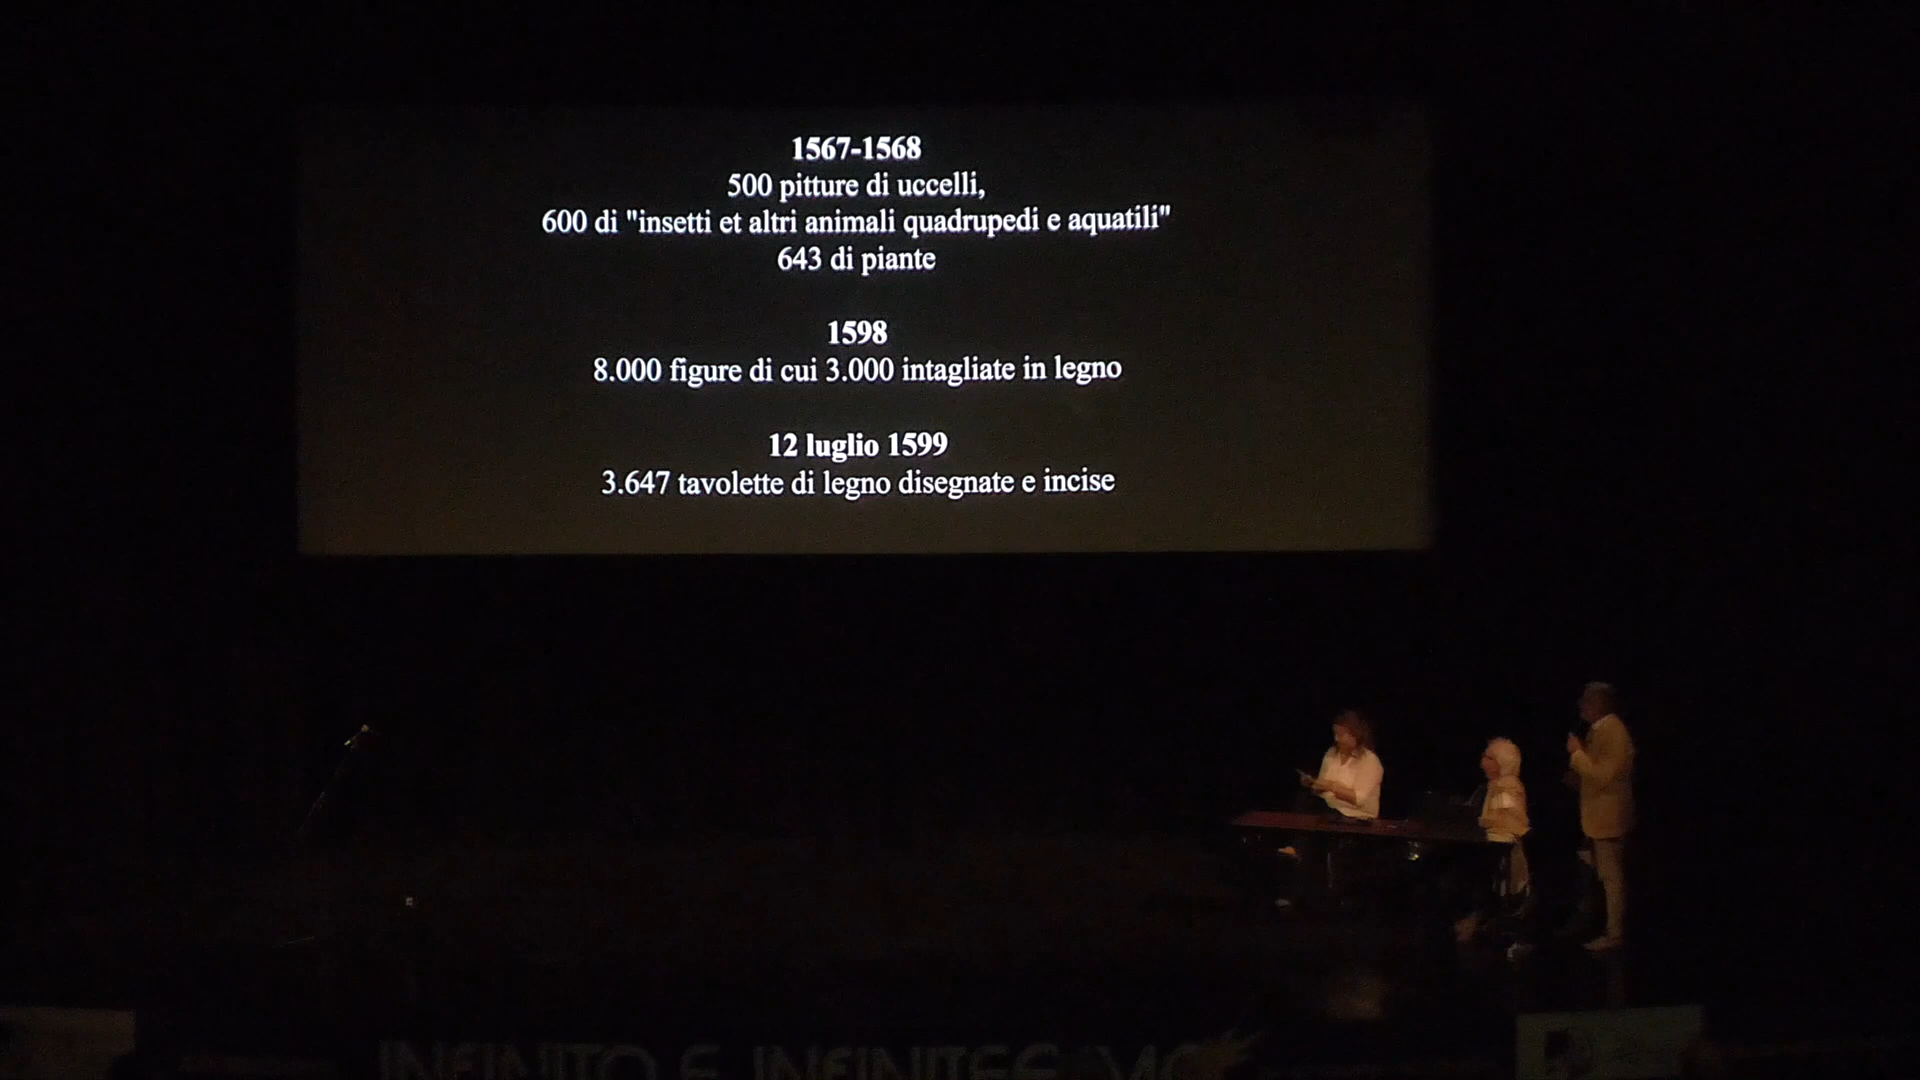 1567-1568
500 pitture di uccelli,
600 di "insetti et altri animali quadrupedi e aquatili"
643 di piante
1598
8.000 figure di cui 3.000 intagliate in legno
12 luglio 1599
3.647 tavolette di legno disegnate e incise
INFINITO E